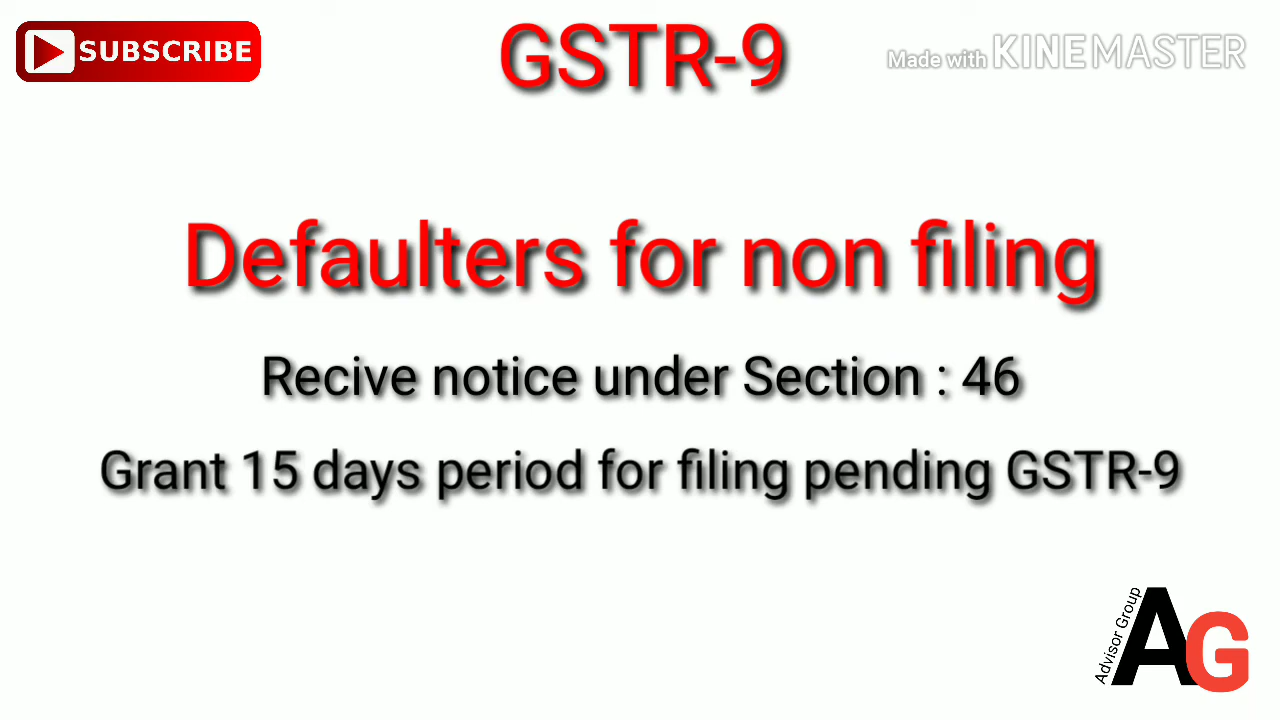 SUBSCRIBE
GSTR-9
Made with KINEMASTER
Defaulters for non filing
Recive notice under Section : 46
Grant 15 days period for filing pending GSTR-9
Advisor Group
AG